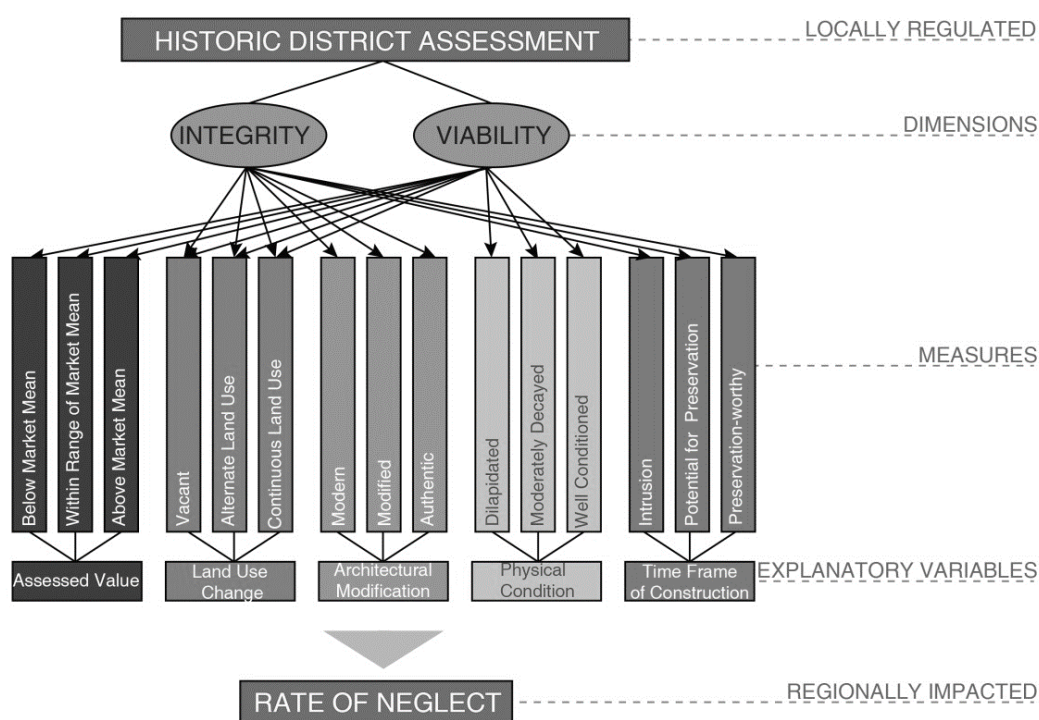 HISTORIC DISTRICT ASSESSMENT
LOCALLY REGULATED
INTEGRITY
VIABILITY
DIMENSIONS
Below Market Mean
Within Range of Market Mean
Above Market Mean
Vacant
Alternate Land Use
Continuous Land Use
Modern
Modified
Authentic
Dilapidated
Moderately Decayed
Well Conditioned
Intrusion
Potential for Preservation
Preservation-worthy
MEASURES
Assessed Value
Land Use
Change
Architectural
Modification
Physical
Condition
Time Frame
of Construction
EXPLANATORY VARIABLES
RATE OF NEGLECT
REGIONALLY IMPACTED